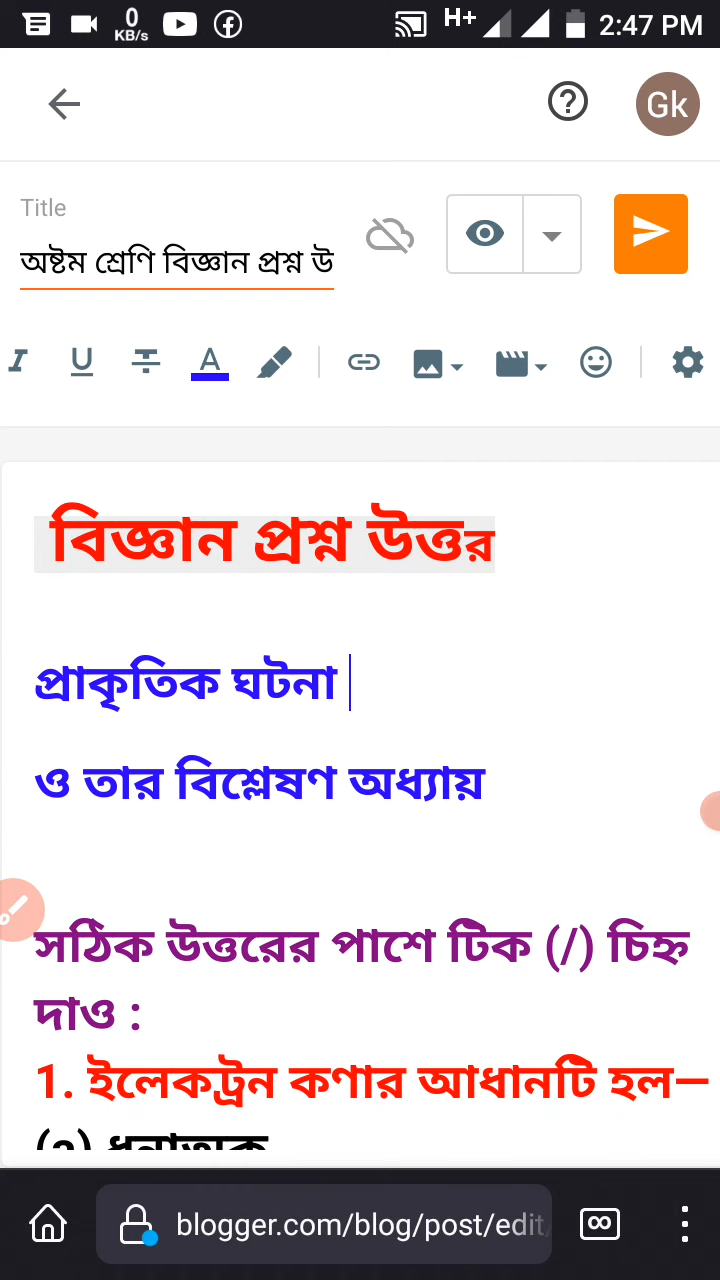 0
KB/s
H+
2:47 PM
Gk
Title
অষ্টম শ্রেণি বিজ্ঞান প্রশ্ন উ
I U T A
বিজ্ঞান প্রশ্ন উত্তর
প্রাকৃতিক ঘটনা
ও তার বিশ্লেষণ অধ্যায়
সঠিক উত্তরের পাশে টিক (/) চিহ্ন
দাও :
1. ইলেকট্রন কণার আধানটি হল—
blogger.com/blog/post/edit